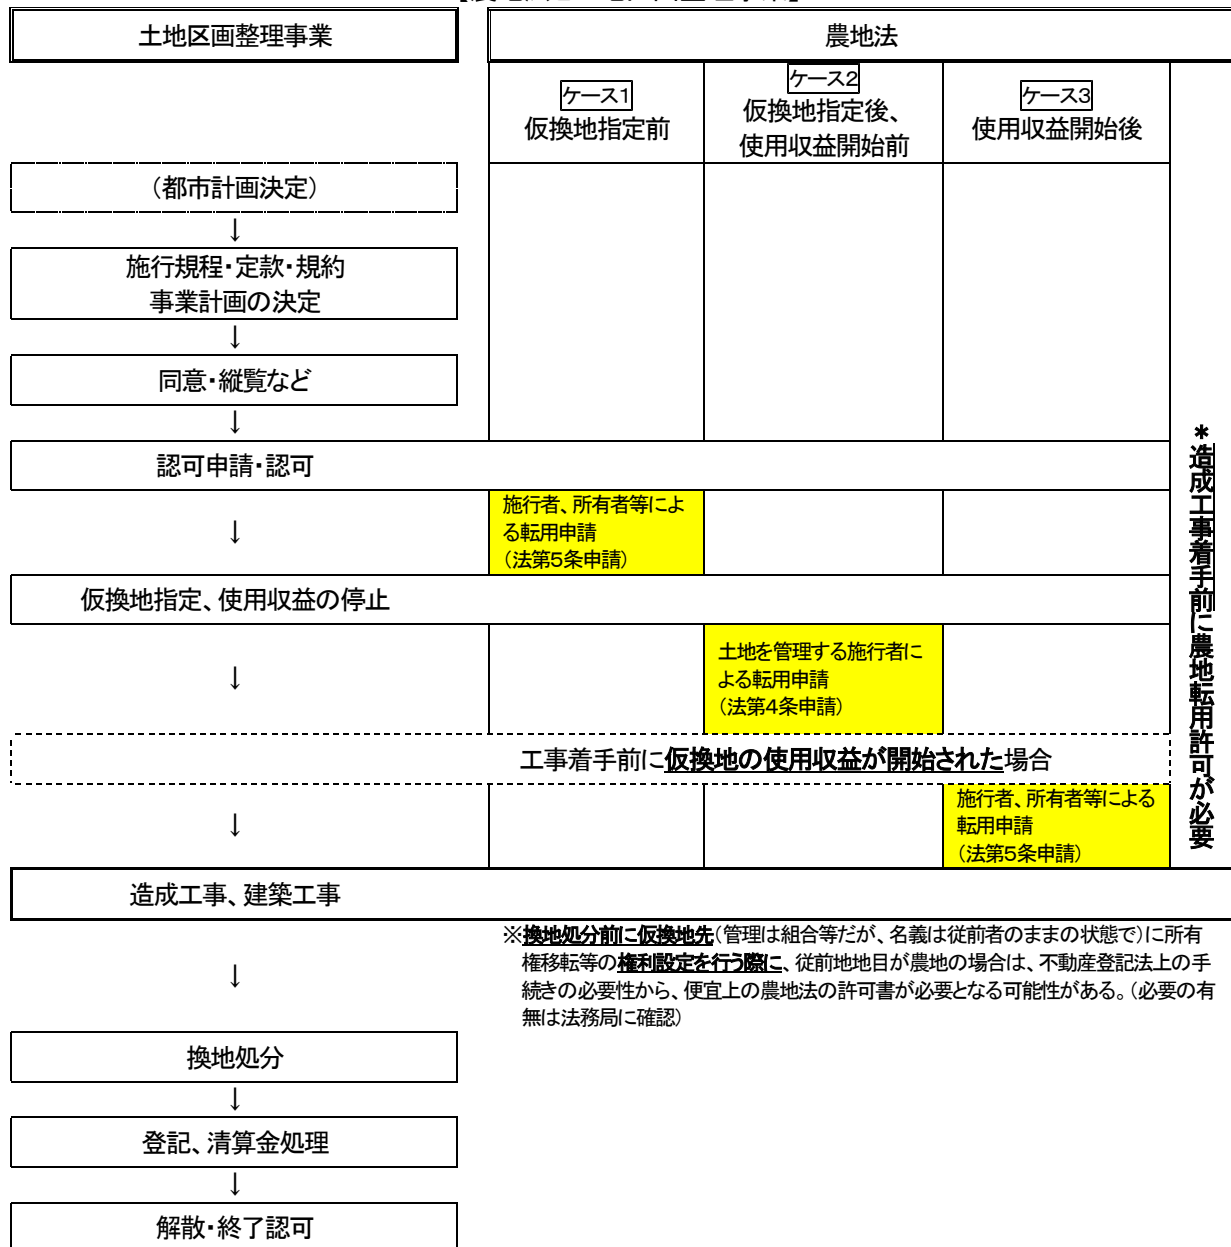 土地区画整理事業
農地法
ケース1
仮換地指定前
ケース2
仮換地指定後、
使用収益開始前
ケース3
使用収益開始後
（都市計画決定）
↓
施行規程・定款・規約
事業計画の決定
↓
同意・縦覧など
↓
認可申請・認可
↓
施行者、所有者等によ
る転用申請
（法第5条申請）
仮換地指定、使用収益の停止
↓
土地を管理する施行者に
よる転用申請
（法第4条申請）
工事着手前に仮換地の使用収益が開始された場合
↓
施行者、所有者等による
転用申請
（法第5条申請）
＊造成工事着手前に農地転用許可が必要
造成工事、建築工事
※換地処分前に仮換地先（管理は組合等だが、名義は従前者のままの状態で）に所有
権移転等の権利設定を行う際に、従前地地目が農地の場合は、不動産登記法上の手
続きの必要性から、便宜上の農地法の許可書が必要となる可能性がある。（必要の有
無は法務局に確認）
↓
換地処分
↓
登記、清算金処理
↓
解散・終了認可